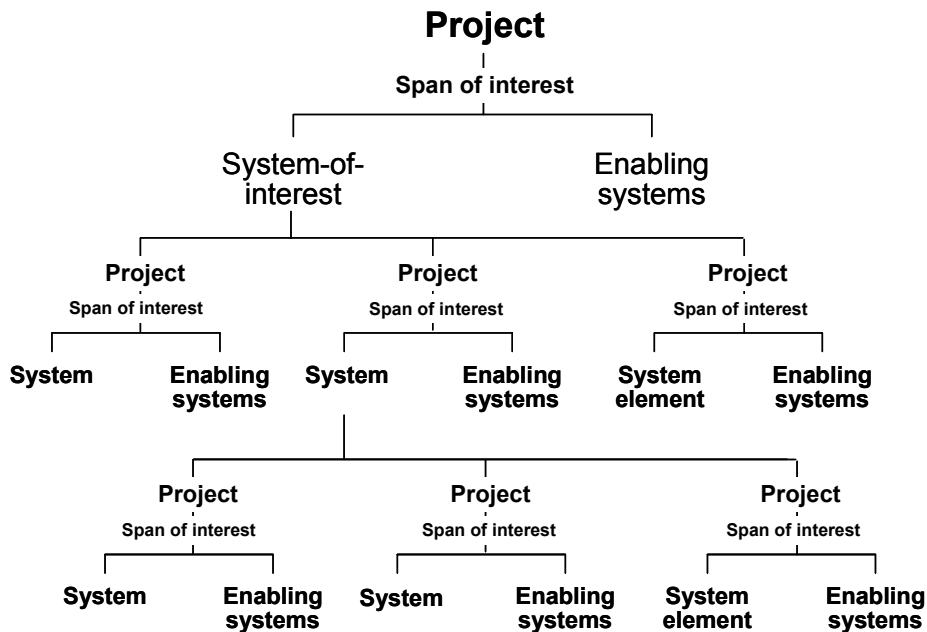 Project
Span of interest
System-of-
interest
Enabling
systems
Project
Project
Project
Span of interest
Span of interest
Span of interest
System
Enabling
systems
System
Enabling
systems
System
element
Enabling
systems
Project
Project
Project
Span of interest
Span of interest
Span of interest
System
Enabling
systems
System
Enabling
systems
System
element
Enabling
systems